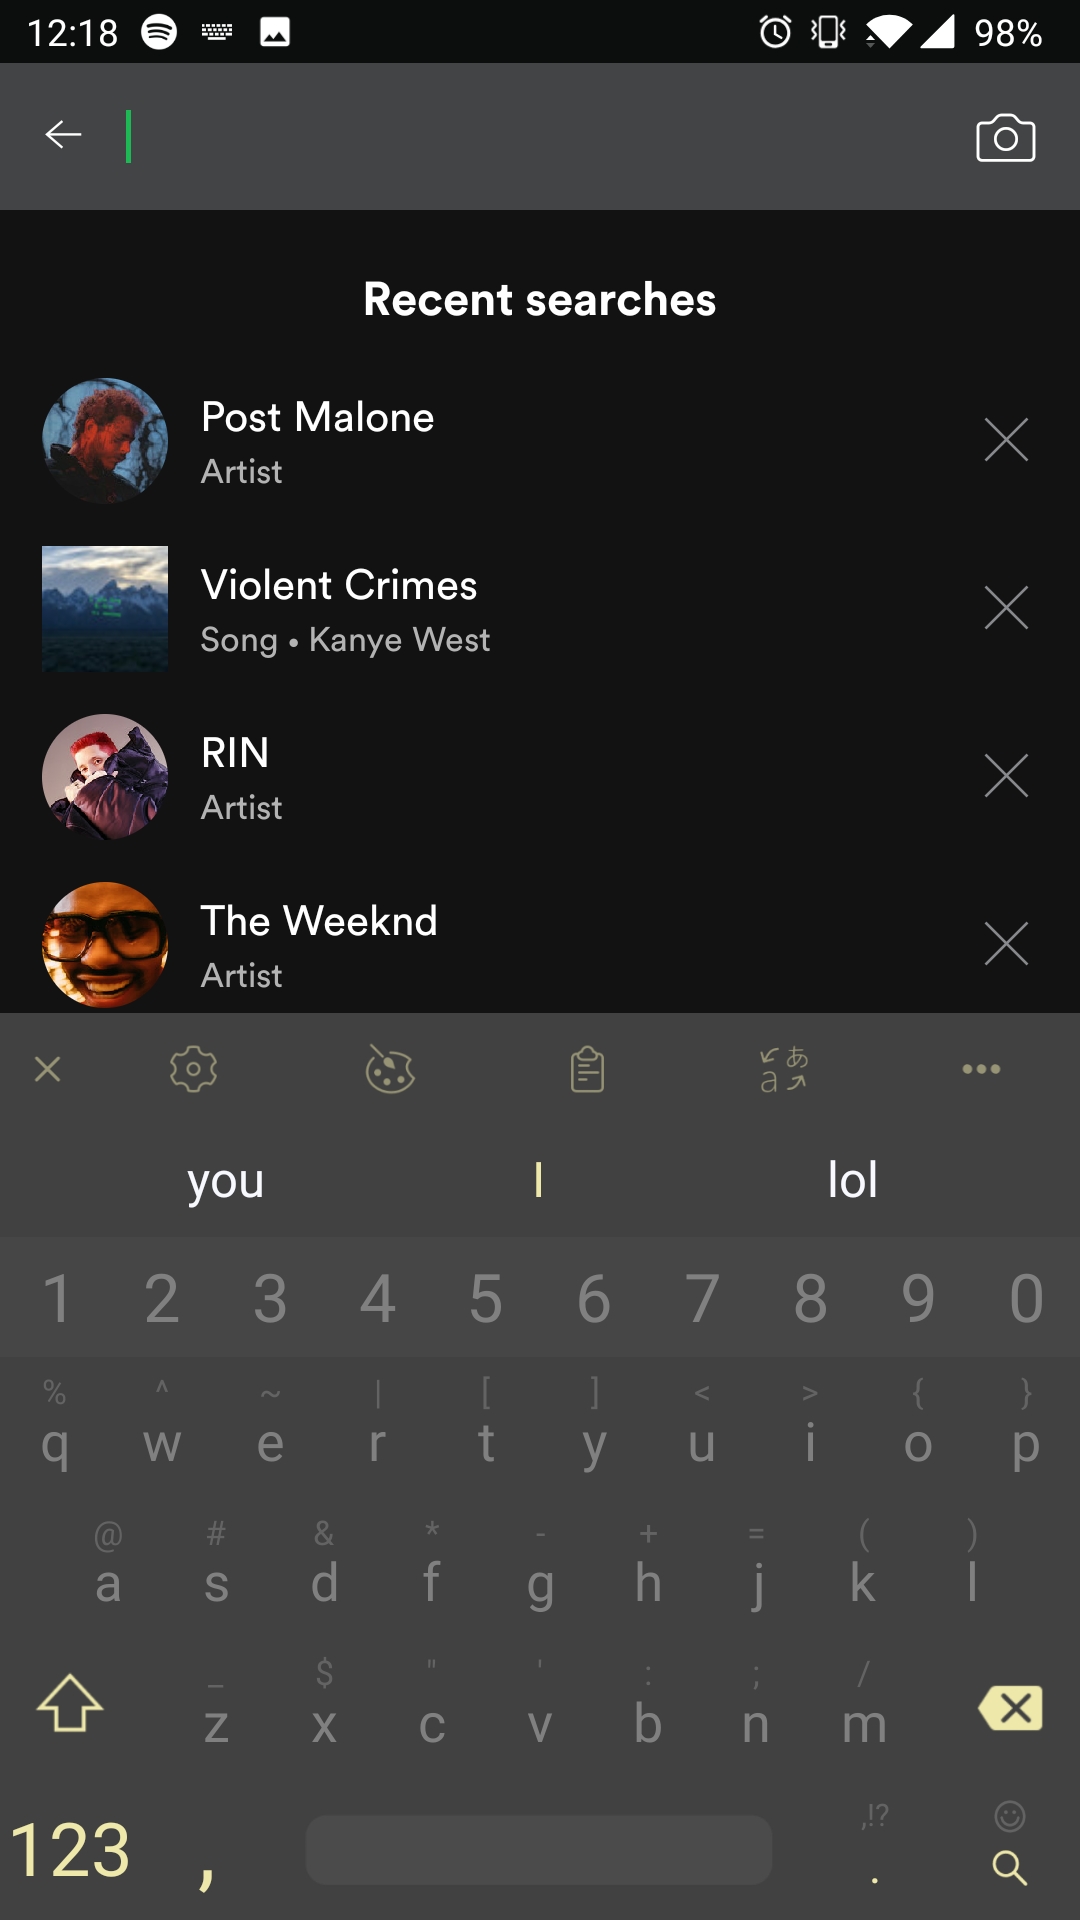 12:18 98%
Recent searches
Post Malone
Artist
Violent Crimes
Song • Kanye West
RIN
Artist
The Weeknd
Artist
a あ
you I lol
1 2 3 4 5 6 7 8 9 0
% ^ ~ | [ ] < > { }
q w e r t y u i o p
@ # & * - + = ( )
a s d f g h j k l
_ $ " ' : ; /
z x c v b n m
,!?
123 , .